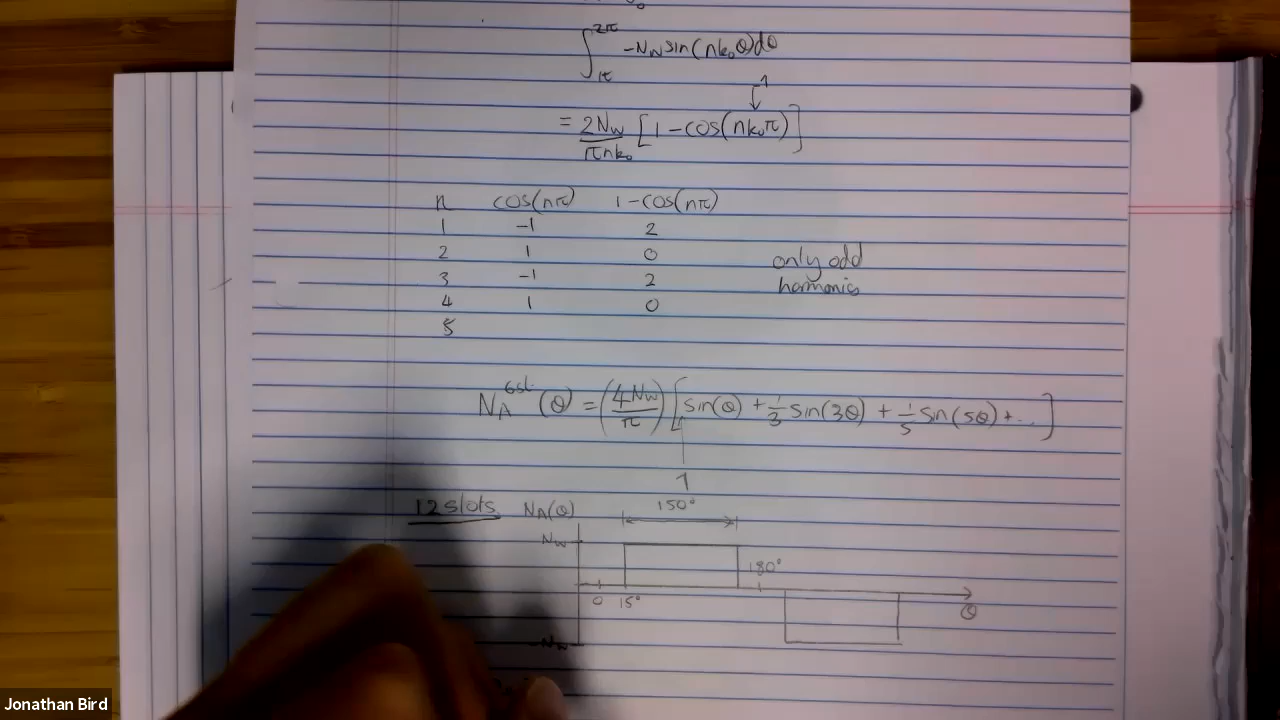 ∫_π^2π -N_W sin(nk₀θ)dθ
1
= 2N_W/πnk₀ [1 - cos(nk₀π)]
n cos(nπ) 1-cos(nπ)
1 -1 2
2 1 0 only odd
3 -1 2 harmonics
4 1 0
5
N_A^6sl (θ) = (4N_W/π) [sin(θ) + 1/3 sin(3θ) + 1/5 sin(5θ) + ...]
1
12 slots N_A(θ) 150°
N_W
180°
0 15° θ
-N_W
Jonathan Bird